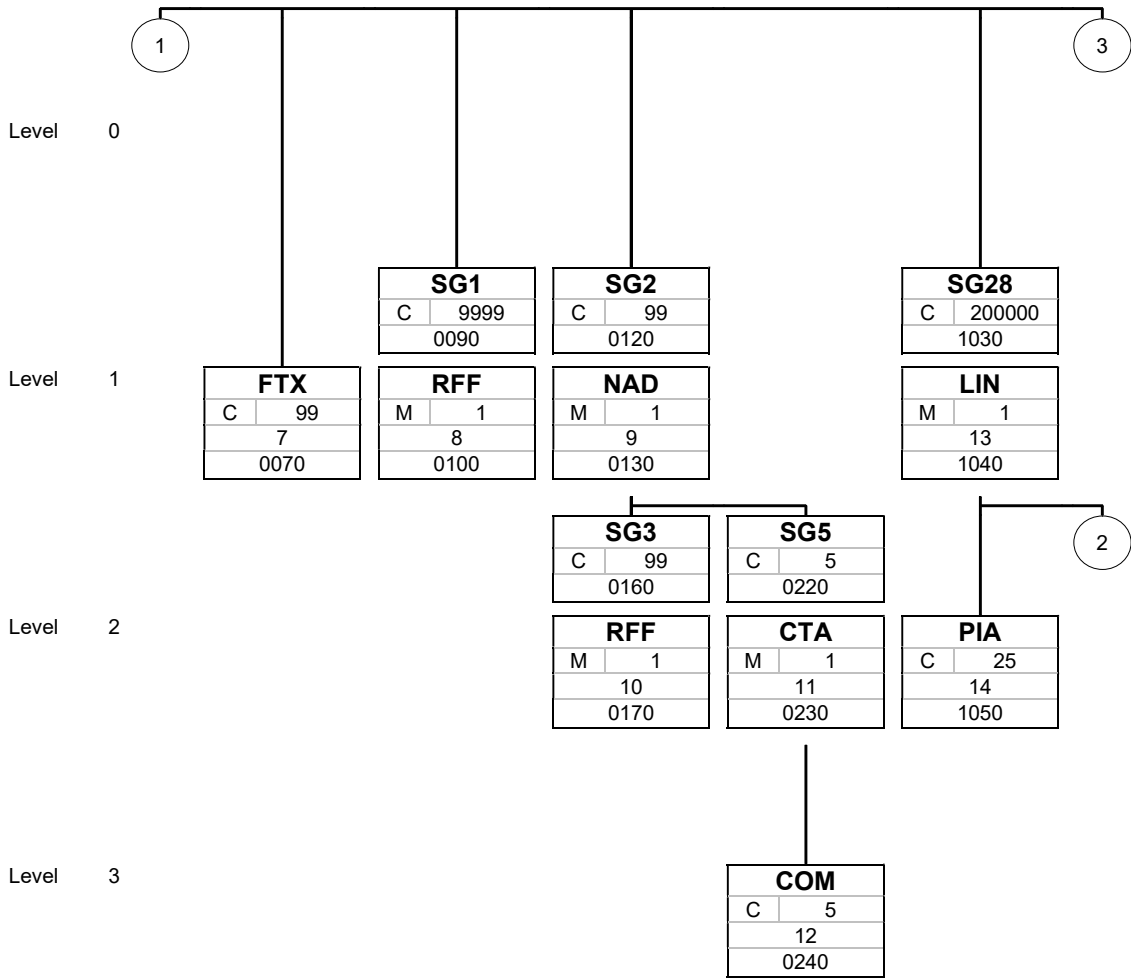 1 3
Level 0
SG1 SG2 SG28
C 9999 C 99 C 200000
0090 0120 1030
Level 1
FTX RFF NAD LIN
C 99 M 1 M 1 M 1
7 8 9 13
0070 0100 0130 1040
SG3 SG5 2
C 99 C 5
0160 0220
Level 2
RFF CTA PIA
M 1 M 1 C 25
10 11 14
0170 0230 1050
Level 3
COM
C 5
12
0240